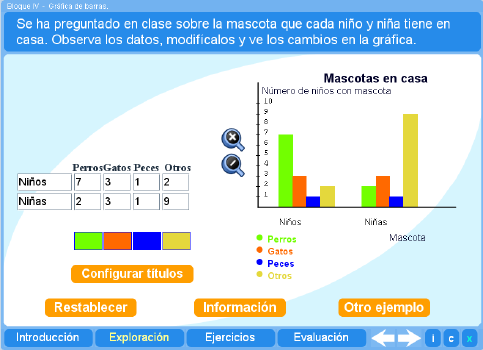 Bloque IV - Gráfica de barras.
Se ha preguntado en clase sobre la mascota que cada niño y niña tiene en
casa. Observa los datos, modifícalos y ve los cambios en la gráfica.
Mascotas en casa
Número de niños con mascota
10
9
8
7
6
5
4
3
2
1
Niños Niñas
Mascota
Perros
Gatos
Peces
Otros
Perros Gatos Peces Otros
Niños 7 3 1 2
Niñas 2 3 1 9
Configurar títulos
Restablecer Información Otro ejemplo
Introducción Exploración Ejercicios Evaluación i c x